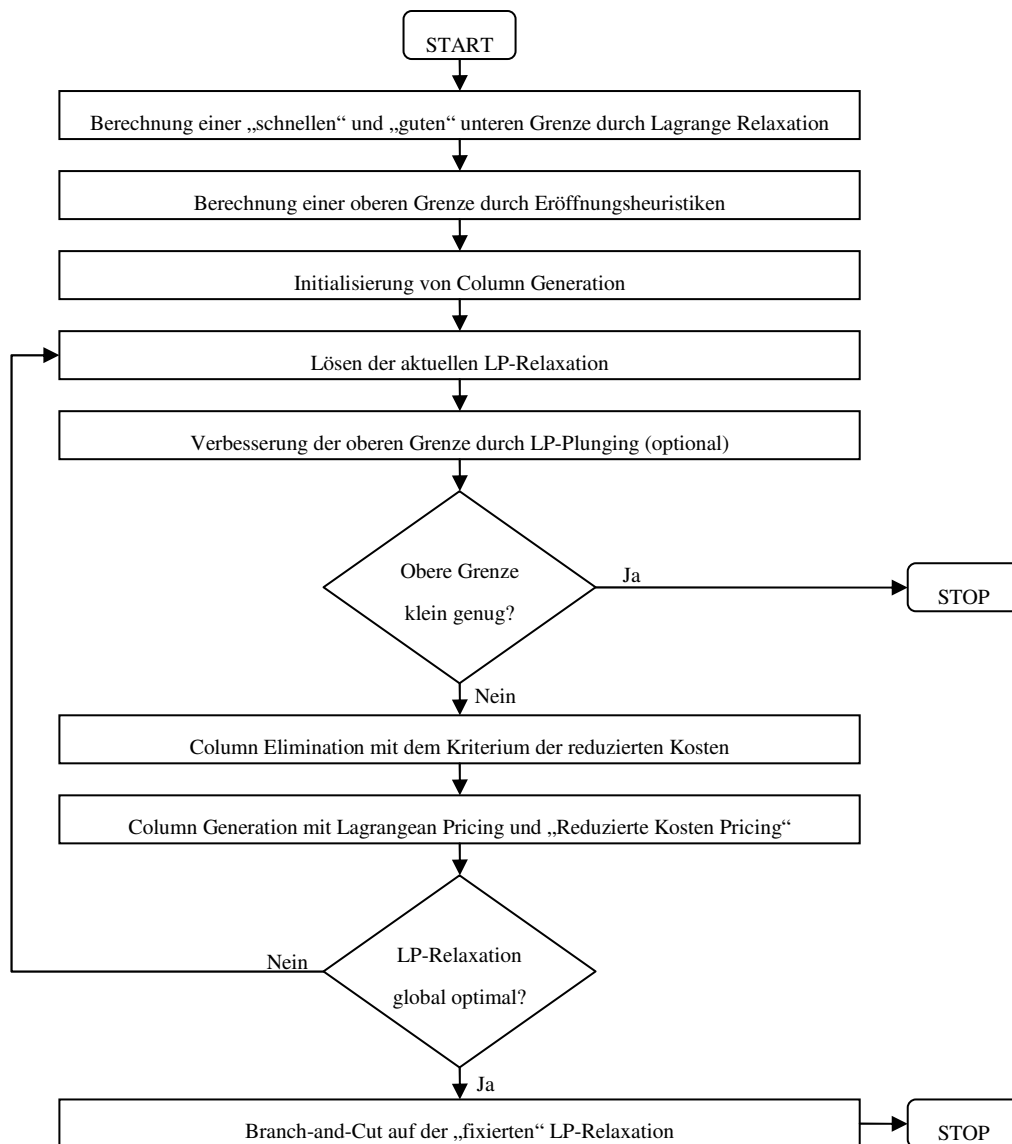 START
Berechnung einer „schnellen“ und „guten“ unteren Grenze durch Lagrange Relaxation
Berechnung einer oberen Grenze durch Eröffnungsheuristiken
Initialisierung von Column Generation
Lösen der aktuellen LP-Relaxation
Verbesserung der oberen Grenze durch LP-Plunging (optional)
Obere Grenze
klein genug?
Ja
STOP
Nein
Column Elimination mit dem Kriterium der reduzierten Kosten
Column Generation mit Lagrangean Pricing und „Reduzierte Kosten Pricing“
LP-Relaxation
global optimal?
Nein
Ja
Branch-and-Cut auf der „fixierten“ LP-Relaxation
STOP